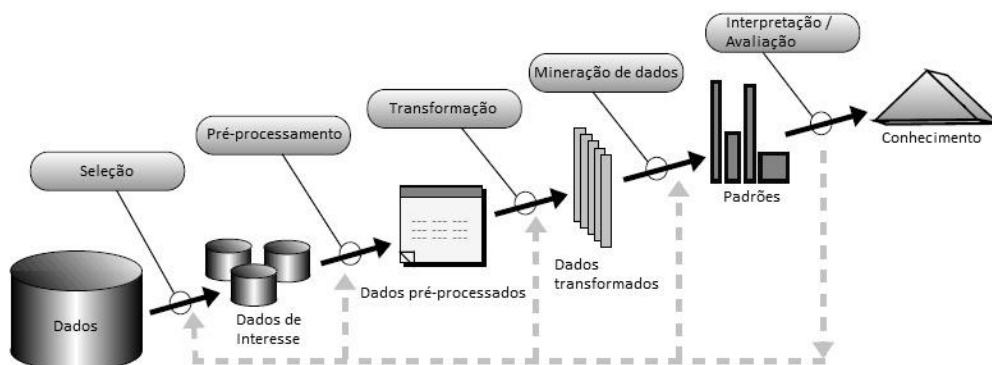 Interpretação /
Avaliação
Mineração de dados
Transformação
Pré-processamento
Seleção
Conhecimento
Padrões
Dados
transformados
Dados pré-processados
Dados de
Interesse
Dados